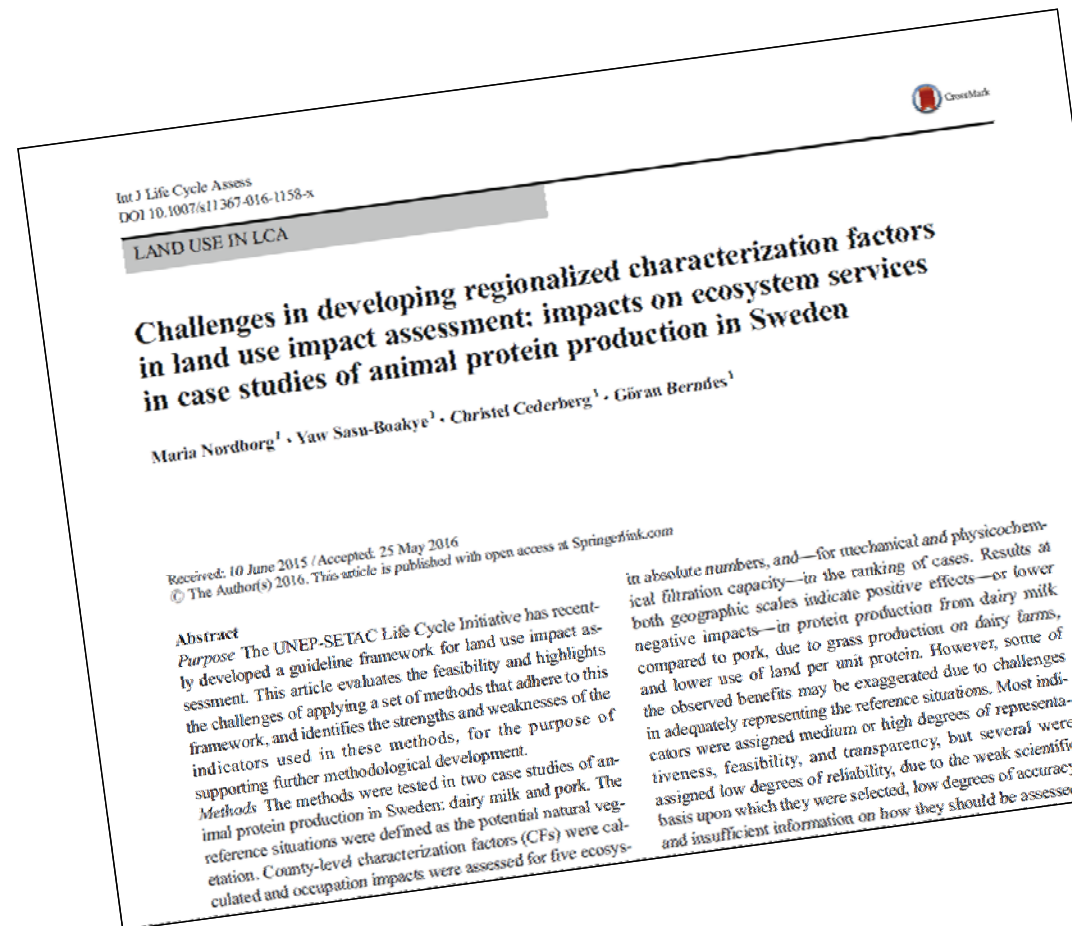 CrossMark
Int J Life Cycle Assess
DOI 10.1007/s11367-016-1158-x
LAND USE IN LCA
Challenges in developing regionalized characterization factors
in land use impact assessment: impacts on ecosystem services
in case studies of animal protein production in Sweden
Maria Nordborg¹ · Yaw Sasu-Boakye¹ · Christel Cederberg¹ · Göran Berndes¹
Received: 10 June 2015 / Accepted: 25 May 2016
© The Author(s) 2016. This article is published with open access at Springerlink.com
Abstract
Purpose The UNEP-SETAC Life Cycle Initiative has recent-
ly developed a guideline framework for land use impact as-
sessment. This article evaluates the feasibility and highlights
the challenges of applying a set of methods that adhere to this
framework, and identifies the strengths and weaknesses of the
indicators used in these methods, for the purpose of
supporting further methodological development.
Methods The methods were tested in two case studies of an-
imal protein production in Sweden: dairy milk and pork. The
reference situations were defined as the potential natural veg-
etation. County-level characterization factors (CFs) were cal-
culated and occupation impacts were assessed for five ecosys-
in absolute numbers, and—for mechanical and physicochem-
ical filtration capacity—in the ranking of cases. Results at
both geographic scales indicate positive effects—or lower
negative impacts—in protein production from dairy milk
compared to pork, due to grass production on dairy farms,
and lower use of land per unit protein. However, some of
the observed benefits may be exaggerated due to challenges
in adequately representing the reference situations. Most indi-
cators were assigned medium or high degrees of representa-
tiveness, feasibility, and transparency, but several were
assigned low degrees of reliability, due to the weak scientific
basis upon which they were selected, low degrees of accuracy
and insufficient information on how they should be assessed